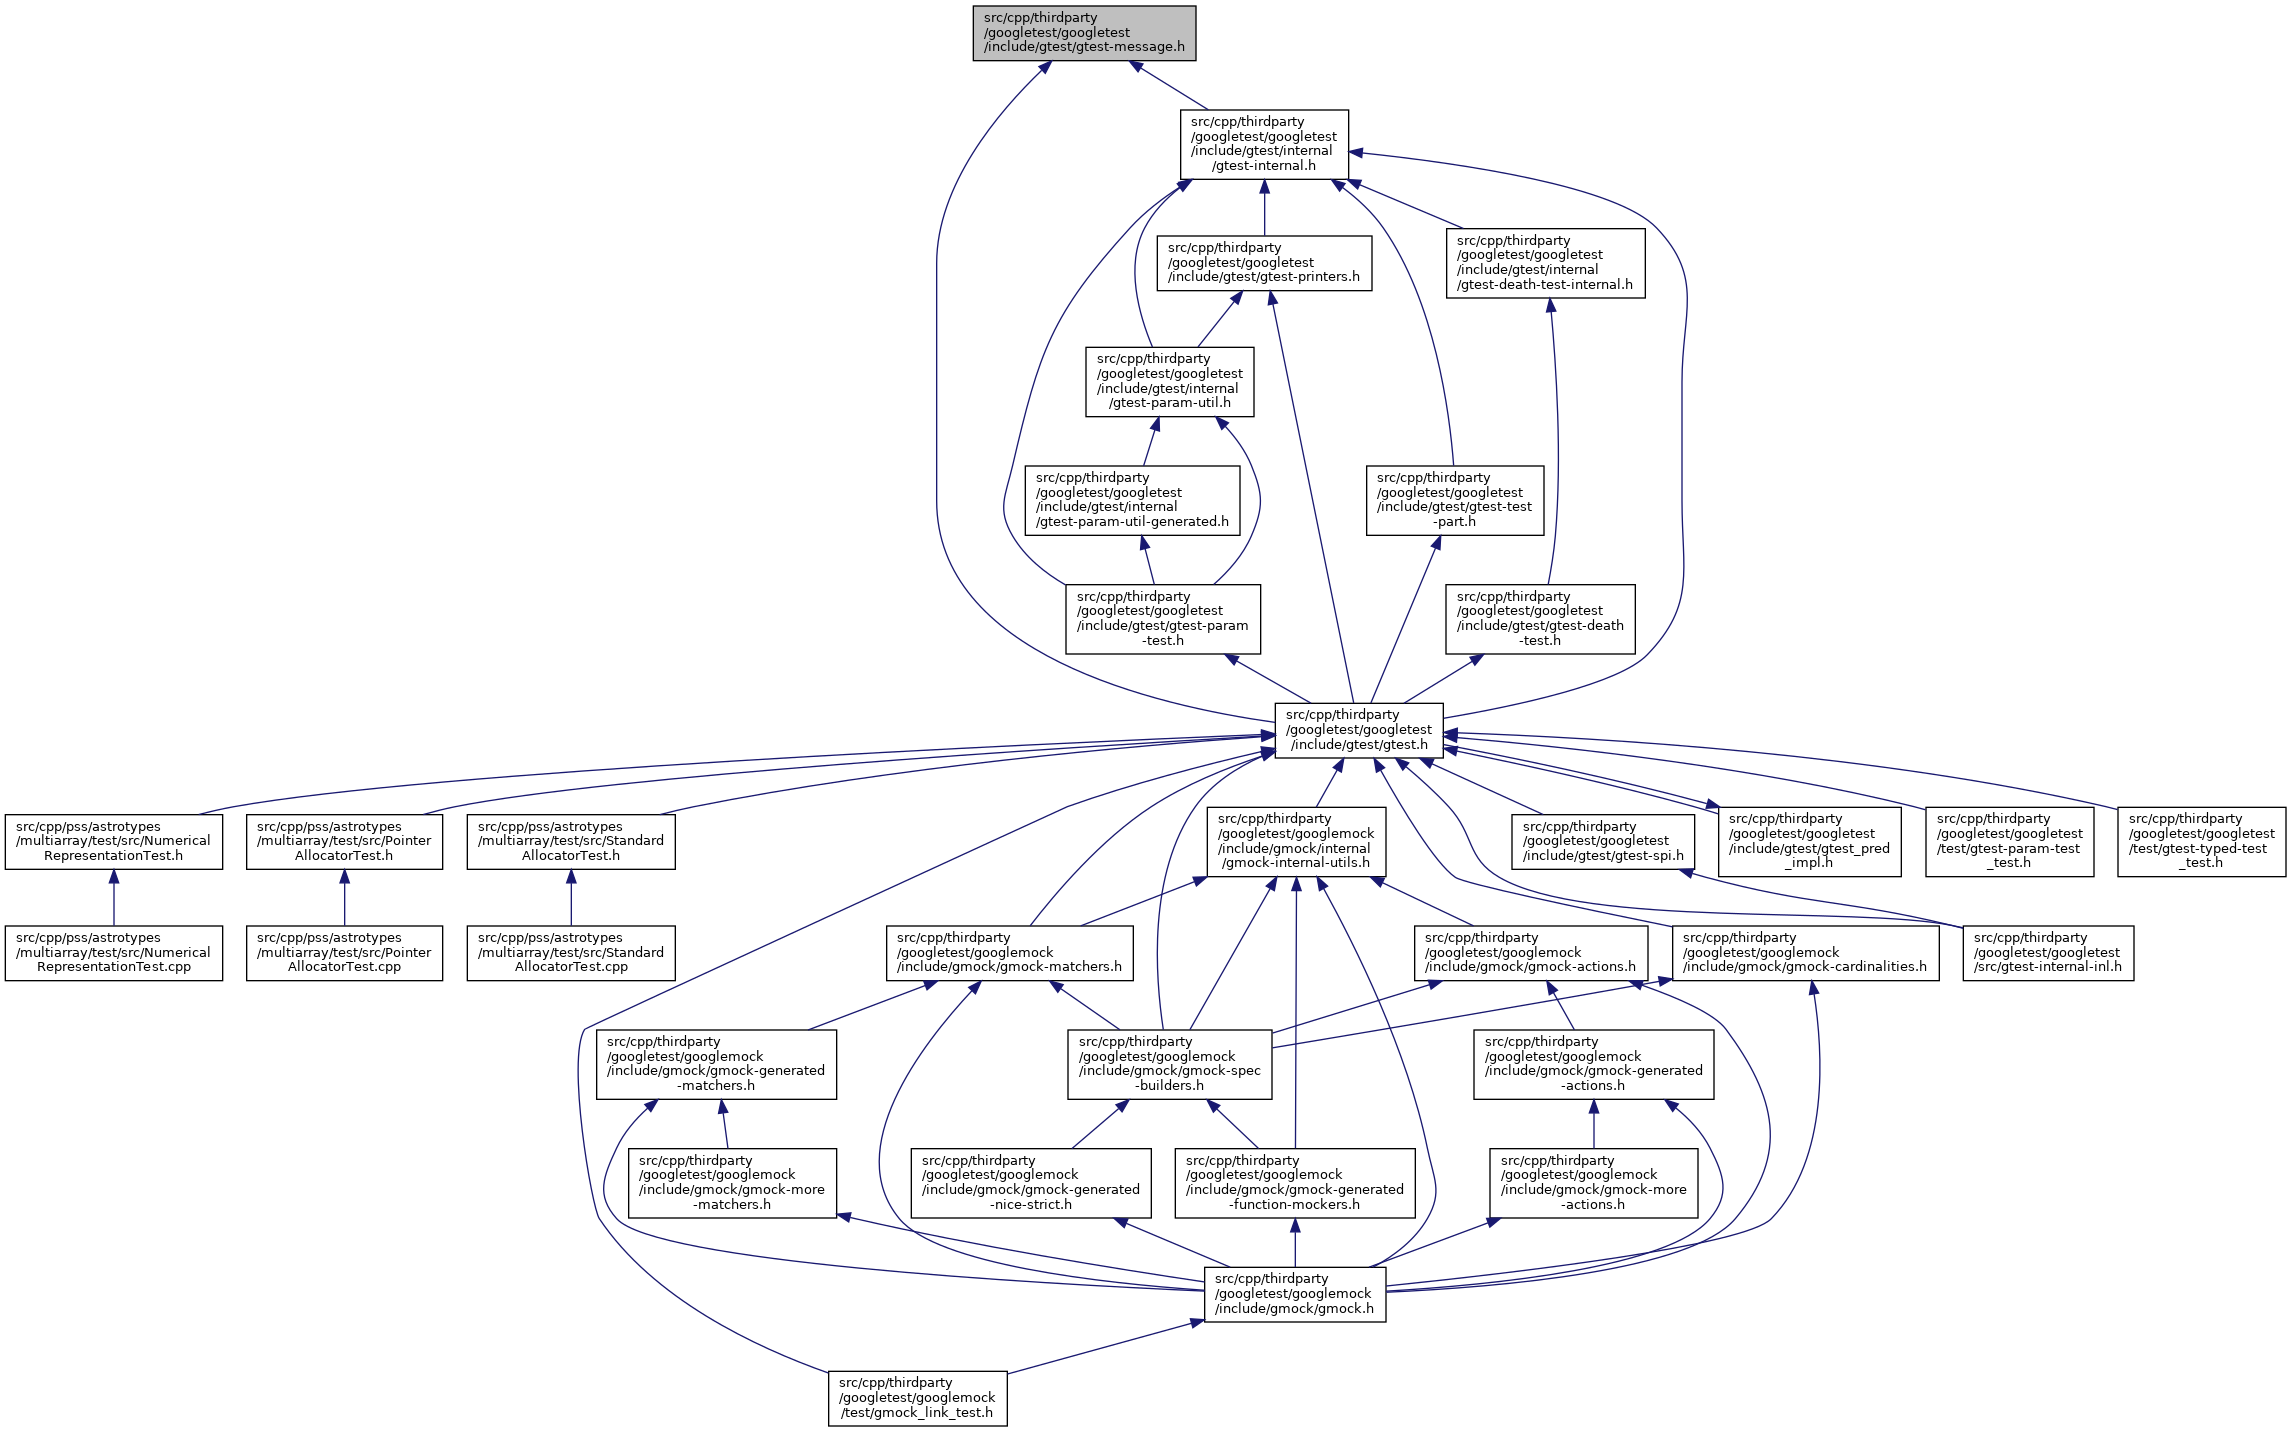 src/cpp/thirdparty
/googletest/googletest
/include/gtest/gtest-message.h
src/cpp/thirdparty
/googletest/googletest
/include/gtest/internal
/gtest-internal.h
src/cpp/thirdparty
/googletest/googletest
/include/gtest/gtest-printers.h
src/cpp/thirdparty
/googletest/googletest
/include/gtest/internal
/gtest-death-test-internal.h
src/cpp/thirdparty
/googletest/googletest
/include/gtest/internal
/gtest-param-util.h
src/cpp/thirdparty
/googletest/googletest
/include/gtest/internal
/gtest-param-util-generated.h
src/cpp/thirdparty
/googletest/googletest
/include/gtest/gtest-test
-part.h
src/cpp/thirdparty
/googletest/googletest
/include/gtest/gtest-param
-test.h
src/cpp/thirdparty
/googletest/googletest
/include/gtest/gtest-death
-test.h
src/cpp/thirdparty
/googletest/googletest
/include/gtest/gtest.h
src/cpp/pss/astrotypes
/multiarray/test/src/Numerical
RepresentationTest.h
src/cpp/pss/astrotypes
/multiarray/test/src/Pointer
AllocatorTest.h
src/cpp/pss/astrotypes
/multiarray/test/src/Standard
AllocatorTest.h
src/cpp/thirdparty
/googletest/googlemock
/include/gmock/internal
/gmock-internal-utils.h
src/cpp/thirdparty
/googletest/googletest
/include/gtest/gtest-spi.h
src/cpp/thirdparty
/googletest/googletest
/include/gtest/gtest_pred
_impl.h
src/cpp/thirdparty
/googletest/googletest
/test/gtest-param-test
_test.h
src/cpp/thirdparty
/googletest/googletest
/test/gtest-typed-test
_test.h
src/cpp/pss/astrotypes
/multiarray/test/src/Numerical
RepresentationTest.cpp
src/cpp/pss/astrotypes
/multiarray/test/src/Pointer
AllocatorTest.cpp
src/cpp/pss/astrotypes
/multiarray/test/src/Standard
AllocatorTest.cpp
src/cpp/thirdparty
/googletest/googlemock
/include/gmock/gmock-matchers.h
src/cpp/thirdparty
/googletest/googlemock
/include/gmock/gmock-actions.h
src/cpp/thirdparty
/googletest/googlemock
/include/gmock/gmock-cardinalities.h
src/cpp/thirdparty
/googletest/googletest
/src/gtest-internal-inl.h
src/cpp/thirdparty
/googletest/googlemock
/include/gmock/gmock-generated
-matchers.h
src/cpp/thirdparty
/googletest/googlemock
/include/gmock/gmock-spec
-builders.h
src/cpp/thirdparty
/googletest/googlemock
/include/gmock/gmock-generated
-actions.h
src/cpp/thirdparty
/googletest/googlemock
/include/gmock/gmock-more
-matchers.h
src/cpp/thirdparty
/googletest/googlemock
/include/gmock/gmock-generated
-nice-strict.h
src/cpp/thirdparty
/googletest/googlemock
/include/gmock/gmock-generated
-function-mockers.h
src/cpp/thirdparty
/googletest/googlemock
/include/gmock/gmock-more
-actions.h
src/cpp/thirdparty
/googletest/googlemock
/include/gmock/gmock.h
src/cpp/thirdparty
/googletest/googlemock
/test/gmock_link_test.h